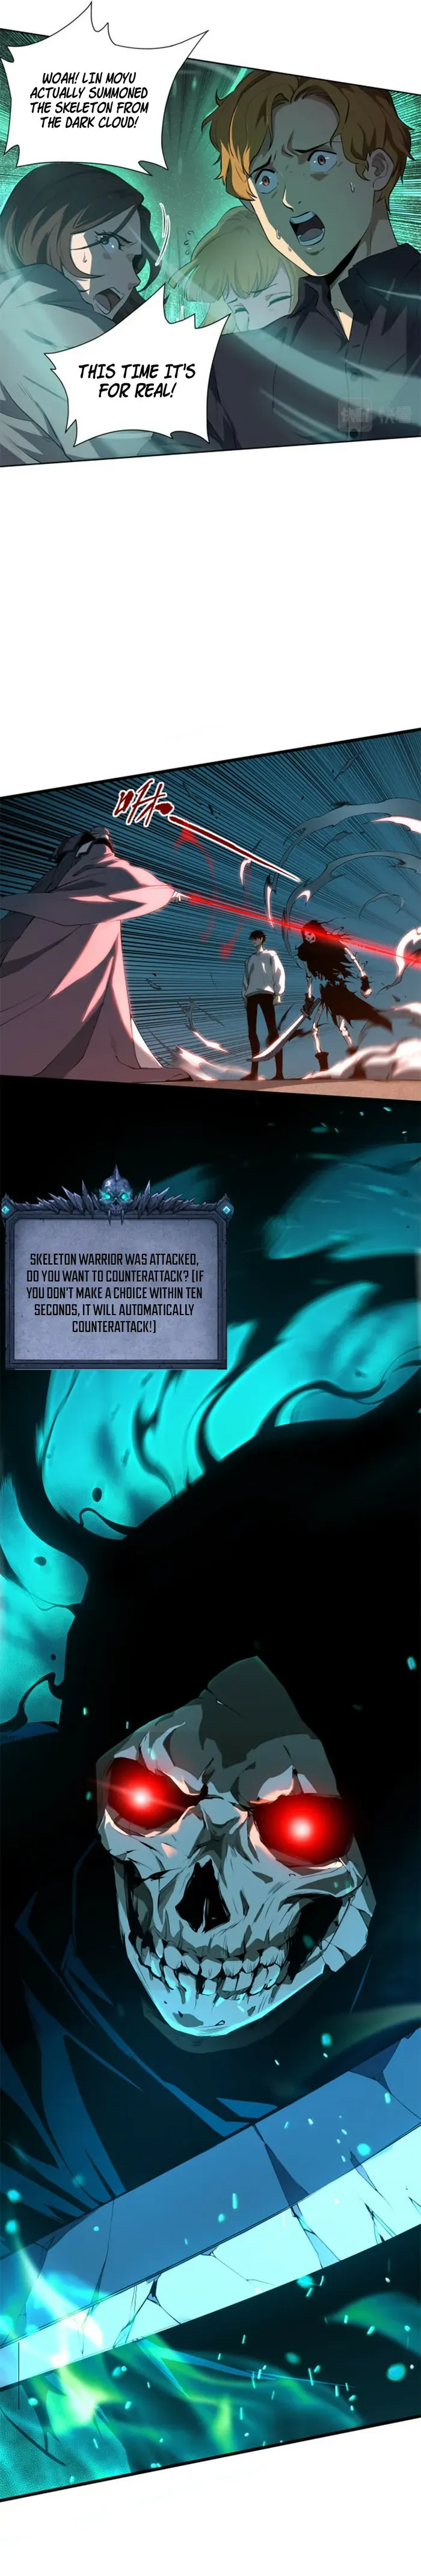 WOAH! LIN MOYU
ACTUALLY SUMMONED
THE SKELETON FROM
THE DARK CLOUD!
THIS TIME IT'S
FOR REAL!
SKELETON WARRIOR WAS ATTACKED,
DO YOU WANT TO COUNTERATTACK? [IF
YOU DON'T MAKE A CHOICE WITHIN TEN
SECONDS, IT WILL AUTOMATICALLY
COUNTERATTACK!]